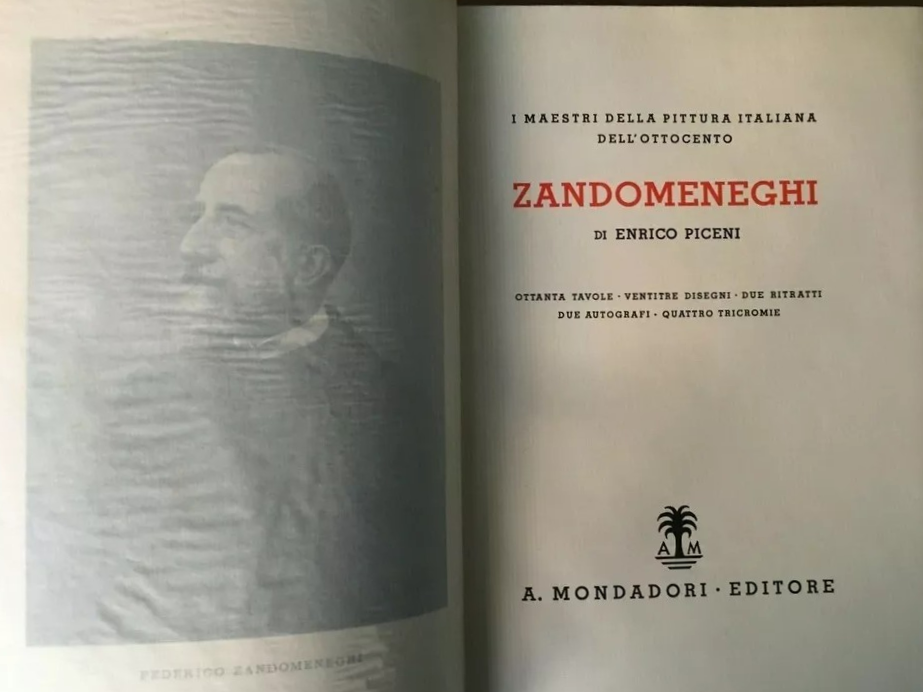 FEDERICO ZANDOMENEGHI
I MAESTRI DELLA PITTURA ITALIANA
DELL'OTTOCENTO
ZANDOMENEGHI
DI ENRICO PICENI
OTTANTA TAVOLE · VENTITRE DISEGNI · DUE RITRATTI
DUE AUTOGRAFI · QUATTRO TRICROMIE
A M
A. MONDADORI · EDITORE